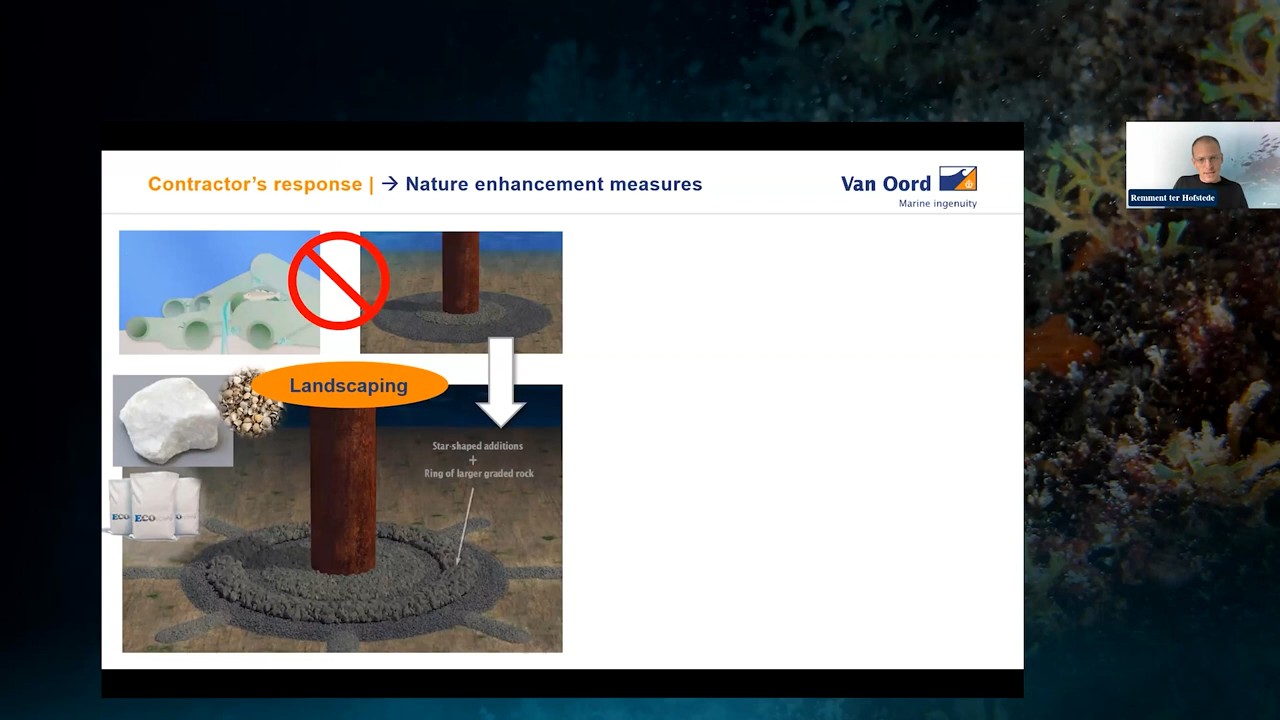 Contractor's response | → Nature enhancement measures
Van Oord
Marine ingenuity
Remment ter Hofstede
Landscaping
Star-shaped additions
+
Ring of larger graded rock
ECO
ECO